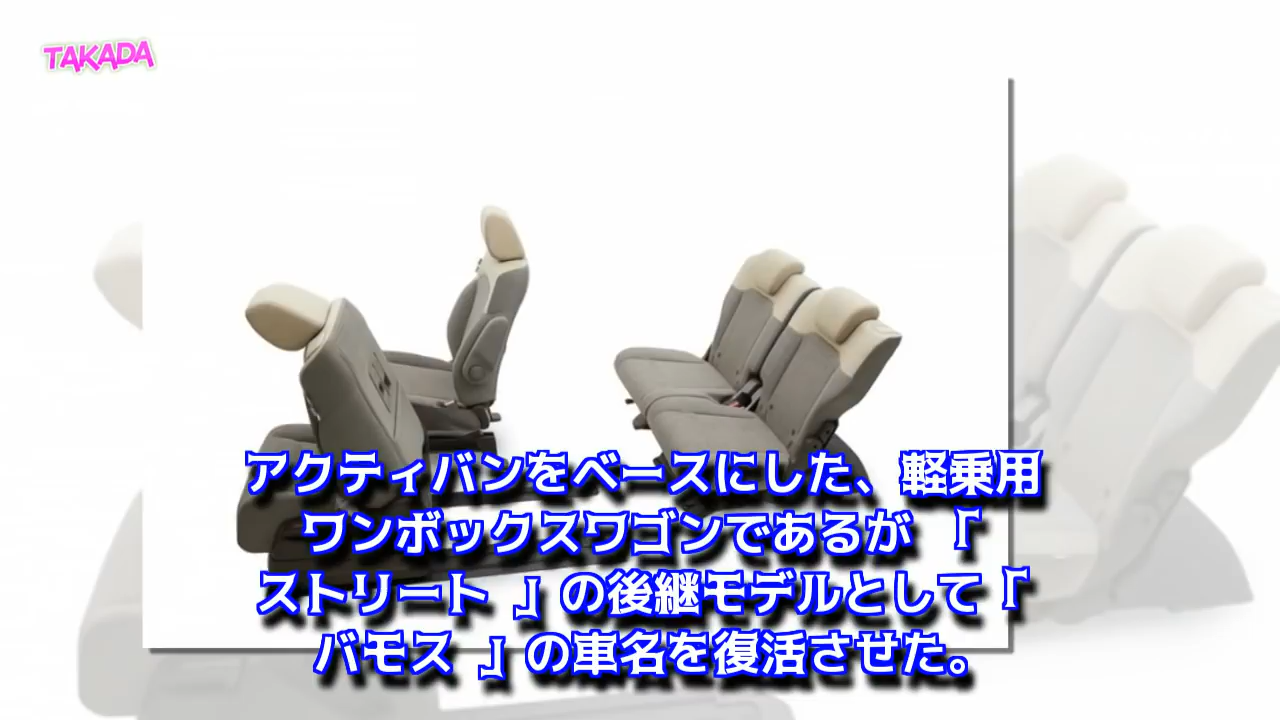 TAKADA
アクティバンをベースにした、軽乗用
ワンボックスワゴンであるが 『
ストリート 』の後継モデルとして『
バモス 』の車名を復活させた。